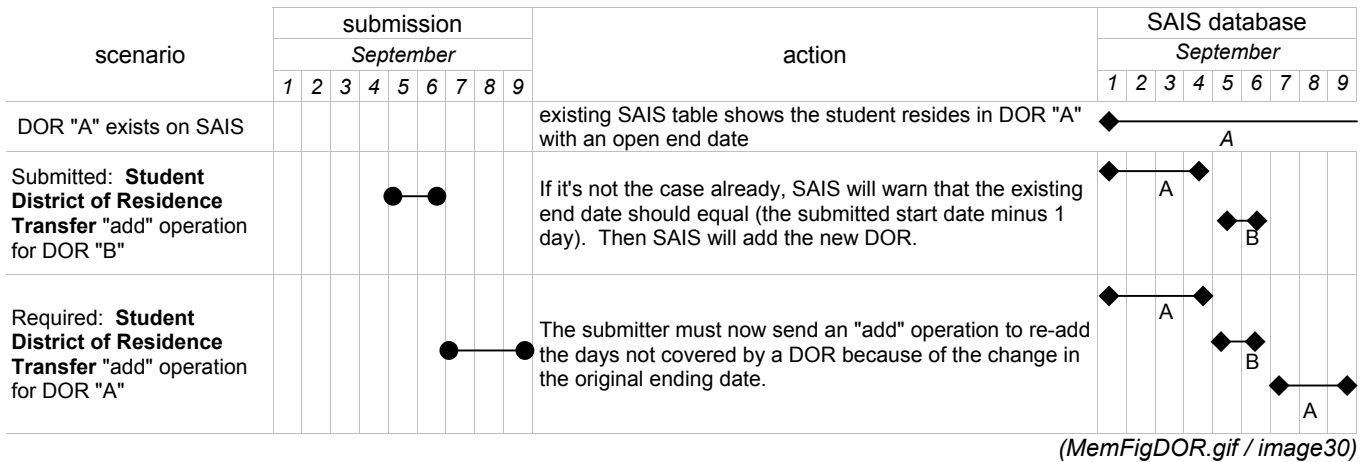 scenario
submission
September
1 2 3 4 5 6 7 8 9
action
SAIS database
September
1 2 3 4 5 6 7 8 9
DOR "A" exists on SAIS
existing SAIS table shows the student resides in DOR "A"
with an open end date
A
Submitted: Student
District of Residence
Transfer "add" operation
for DOR "B"
If it's not the case already, SAIS will warn that the existing
end date should equal (the submitted start date minus 1
day). Then SAIS will add the new DOR.
A
B
Required: Student
District of Residence
Transfer "add" operation
for DOR "A"
The submitter must now send an "add" operation to re-add
the days not covered by a DOR because of the change in
the original ending date.
A
B
A
(MemFigDOR.gif / image30)